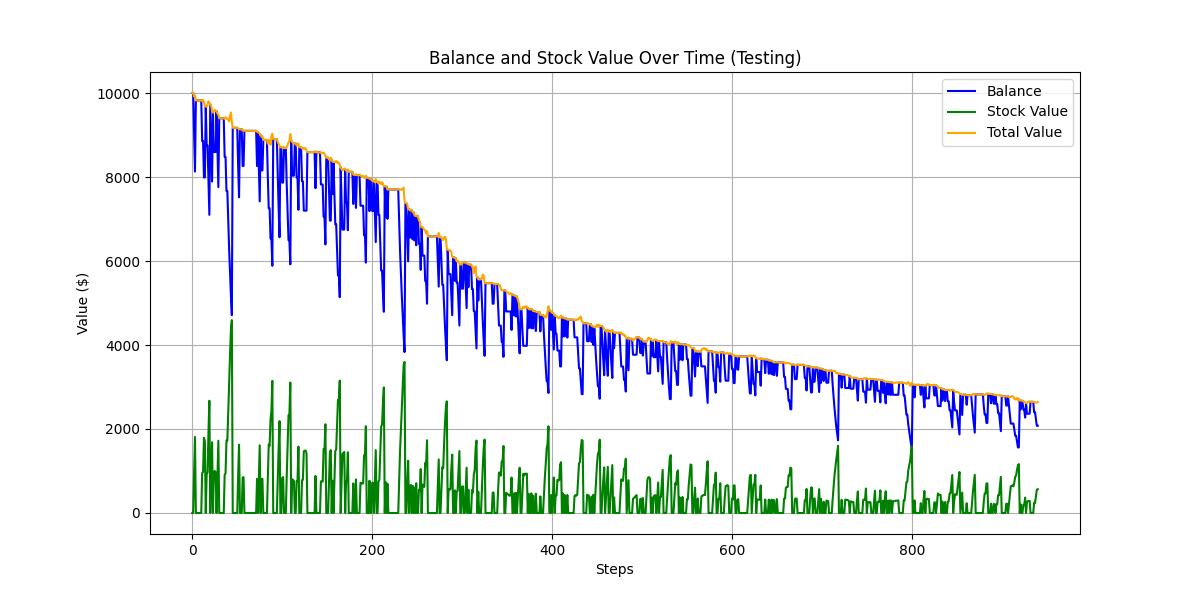 Balance and Stock Value Over Time (Testing)
Balance
Stock Value
Total Value
Value ($)
10000
8000
6000
4000
2000
0
0 200 400 600 800
Steps